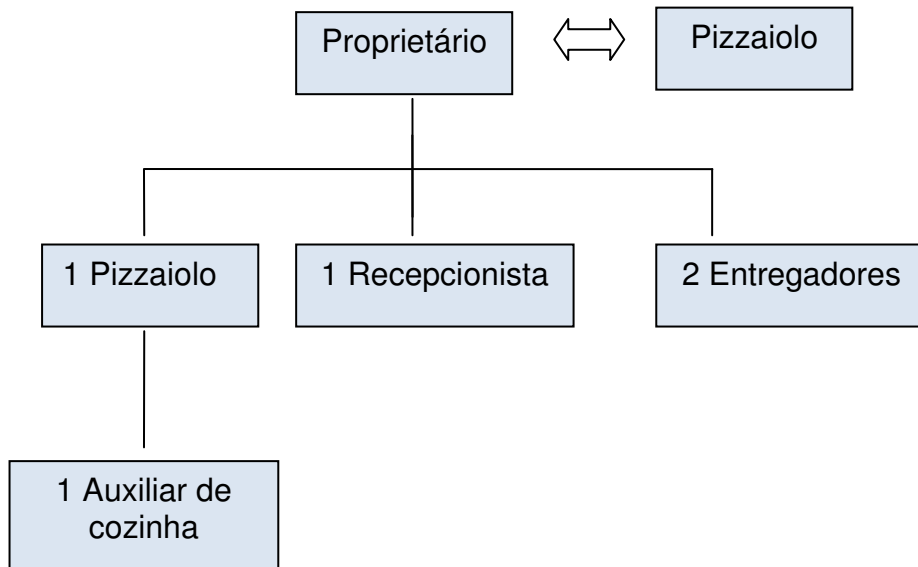 Proprietário
Pizzaiolo
1 Pizzaiolo
1 Recepcionista
2 Entregadores
1 Auxiliar de
cozinha